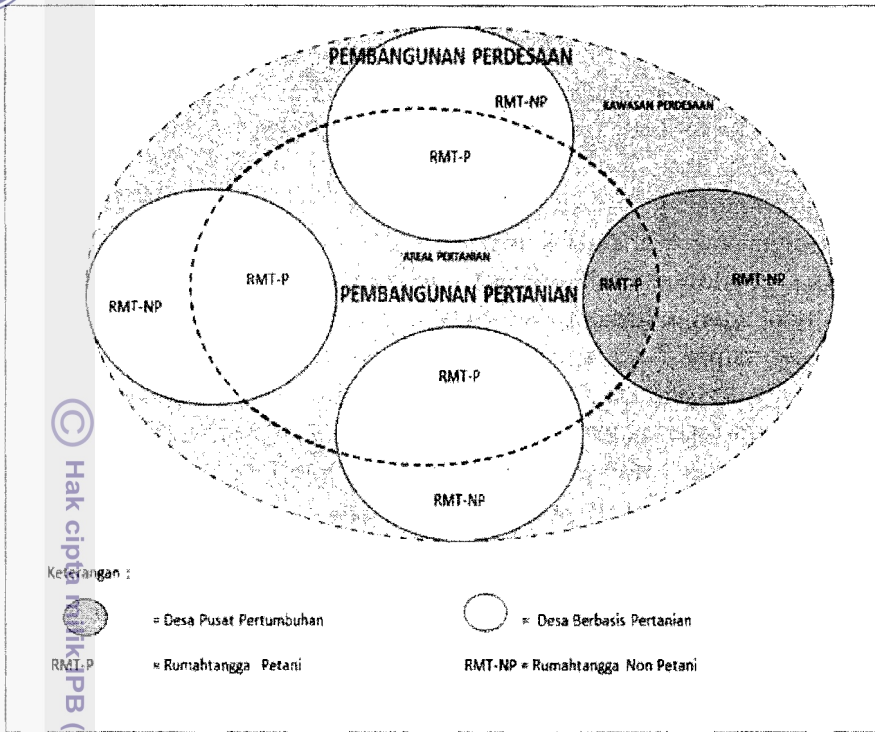 PEMBANGUNAN PERDESAAN
RMT-NP
KAWASAN PERDESAAN
RMT-P
AREAL PERTANIAN
RMT-P
RMT-NP
PEMBANGUNAN PERTANIAN
RMT-P
RMT-NP
RMT-P
RMT-NP
Keterangan :
= Desa Pusat Pertumbuhan
= Desa Berbasis Pertanian
RMT-P = Rumahtangga Petani
RMT-NP = Rumahtangga Non Petani
© Hak cipta milik IPB (